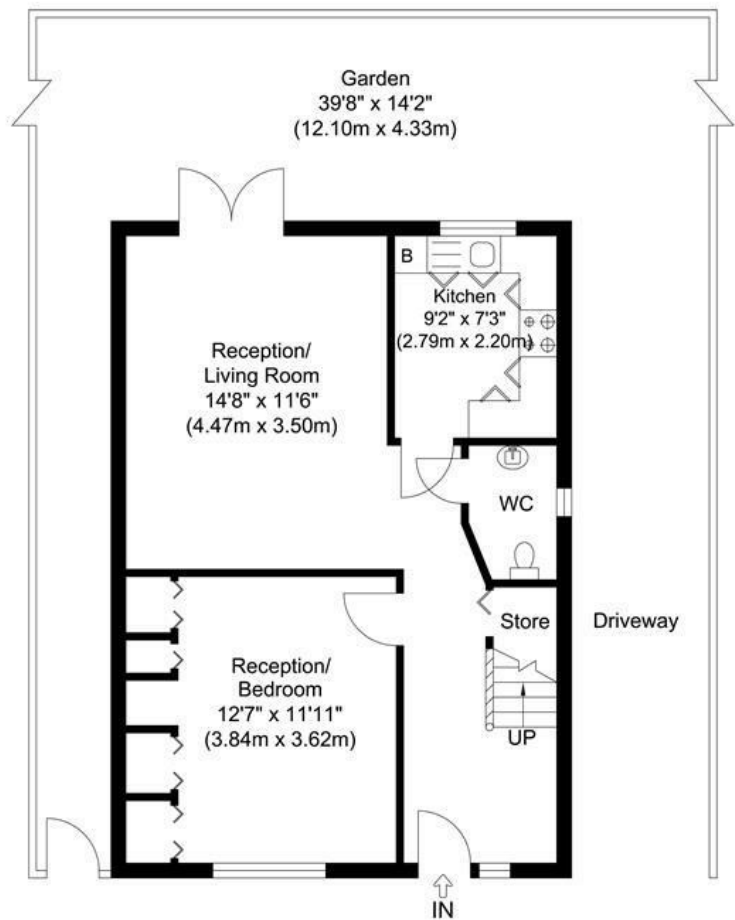 Garden
39'8" x 14'2"
(12.10m x 4.33m)
B
Kitchen
9'2" x 7'3"
(2.79m x 2.20m)
Reception/
Living Room
14'8" x 11'6"
(4.47m x 3.50m)
WC
Store
Driveway
Reception/
Bedroom
12'7" x 11'11"
(3.84m x 3.62m)
UP
IN